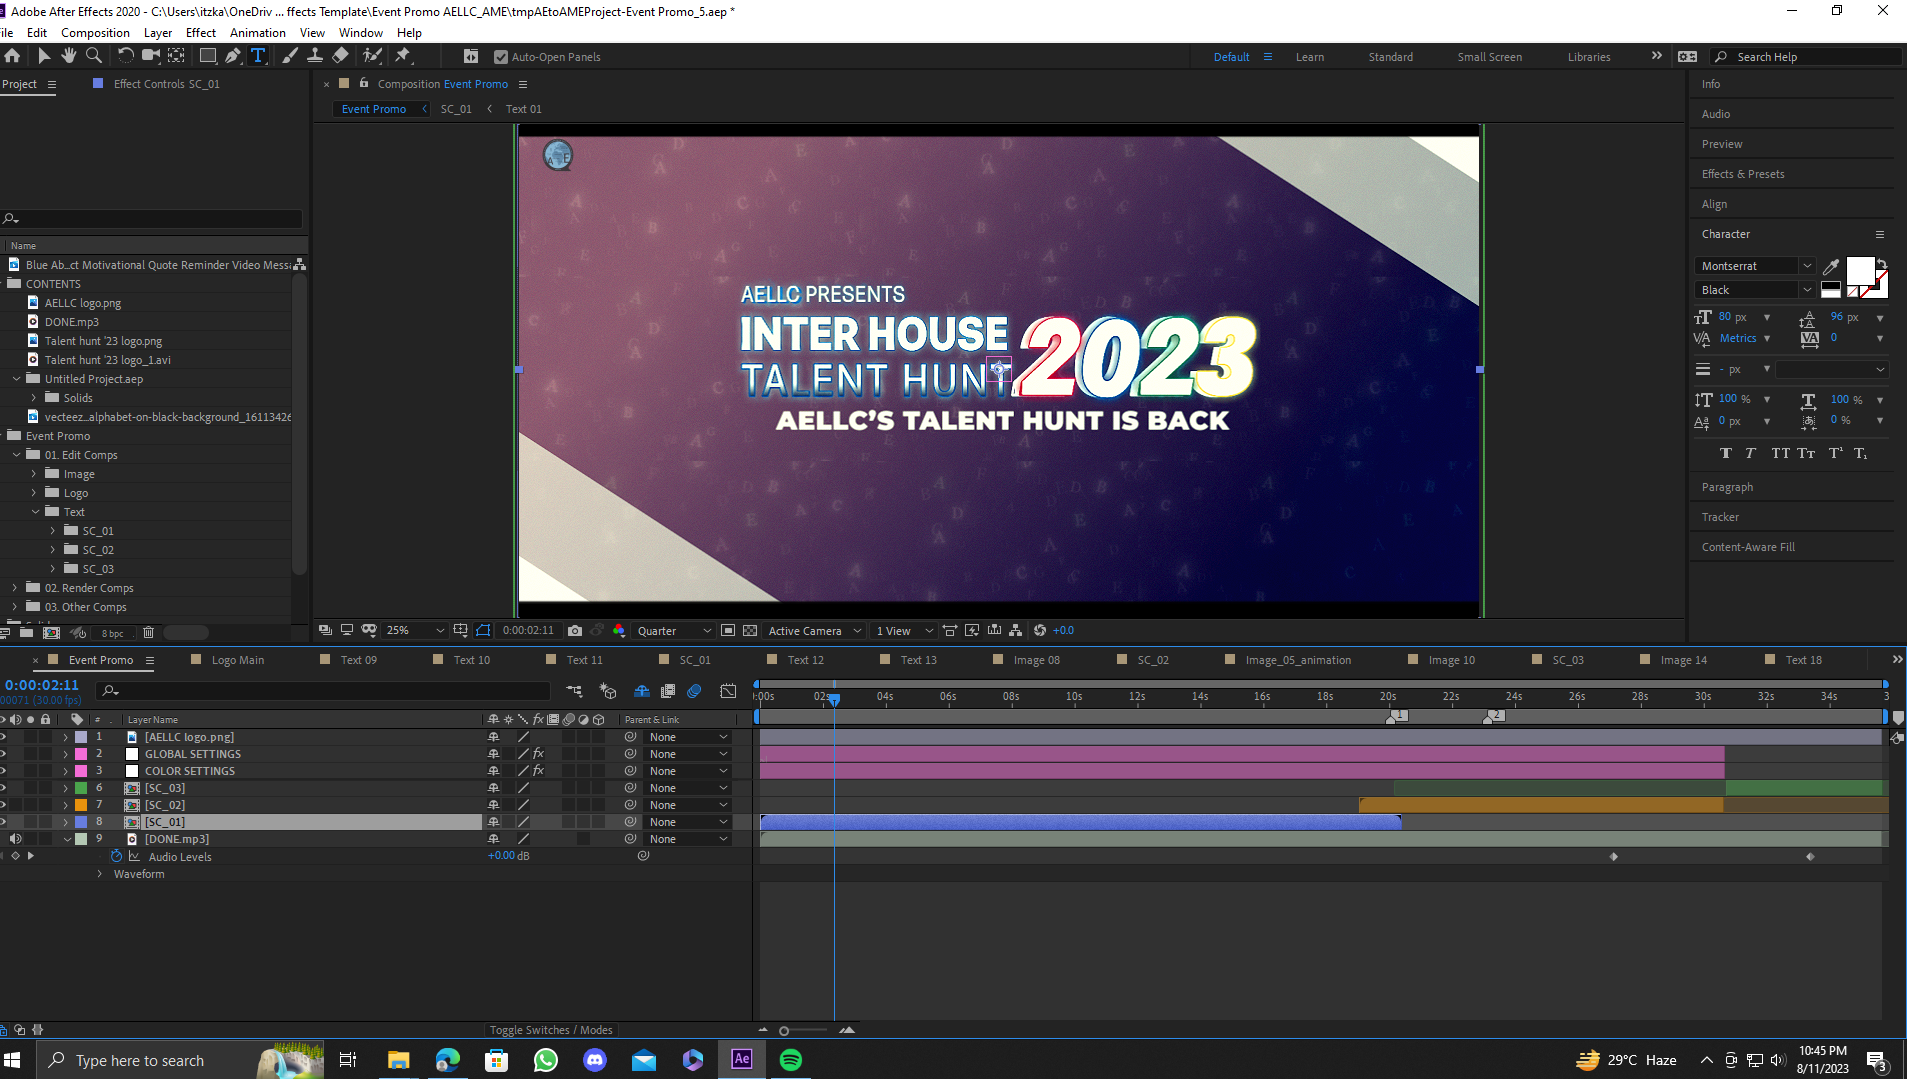 Adobe After Effects 2020 - C:\Users\itzka\OneDriv ... ffects Template\Event Promo AELLC_AME\tmpAEtoAMEProject-Event Promo_5.aep *
ile Edit Composition Layer Effect Animation View Window Help
Auto-Open Panels
Default Learn Standard Small Screen Libraries Search Help
Project Effect Controls SC_01
Composition Event Promo
Event Promo SC_01 Text 01
Name
Blue Ab...ct Motivational Quote Reminder Video Messa
CONTENTS
AELLC logo.png
DONE.mp3
Talent hunt '23 logo.png
Talent hunt '23 logo_1.avi
Untitled Project.aep
Solids
vecteez...alphabet-on-black-background_16113426
Event Promo
01. Edit Comps
Image
Logo
Text
SC_01
SC_02
SC_03
02. Render Comps
03. Other Comps
8 bpc
AELLC PRESENTS
INTER HOUSE
TALENT HUNT
2023
AELLC'S TALENT HUNT IS BACK
25% 0:00:02:11 Quarter Active Camera 1 View +0.0
Info
Audio
Preview
Effects & Presets
Align
Character
Montserrat
Black
80 px 96 px
Metrics 0
- px
100 % 100 %
0 px 0 %
T T TT Tт T¹ T₁
Paragraph
Tracker
Content-Aware Fill
Event Promo Logo Main Text 09 Text 10 Text 11 SC_01 Text 12 Text 13 Image 08 SC_02 Image_05_animation Image 10 SC_03 Image 14 Text 18
0:00:02:11
00071 (30.00 fps)
:00s 02s 04s 06s 08s 10s 12s 14s 16s 18s 20s 22s 24s 26s 28s 30s 32s 34s 3
1 2
# Layer Name Parent & Link
1 [AELLC logo.png] None
2 GLOBAL SETTINGS fx None
3 COLOR SETTINGS fx None
6 [SC_03] None
7 [SC_02] None
8 [SC_01] None
9 [DONE.mp3] None
Audio Levels +0.00 dB
Waveform
Toggle Switches / Modes
Type here to search
Ae
29°C Haze
10:45 PM
8/11/2023
3